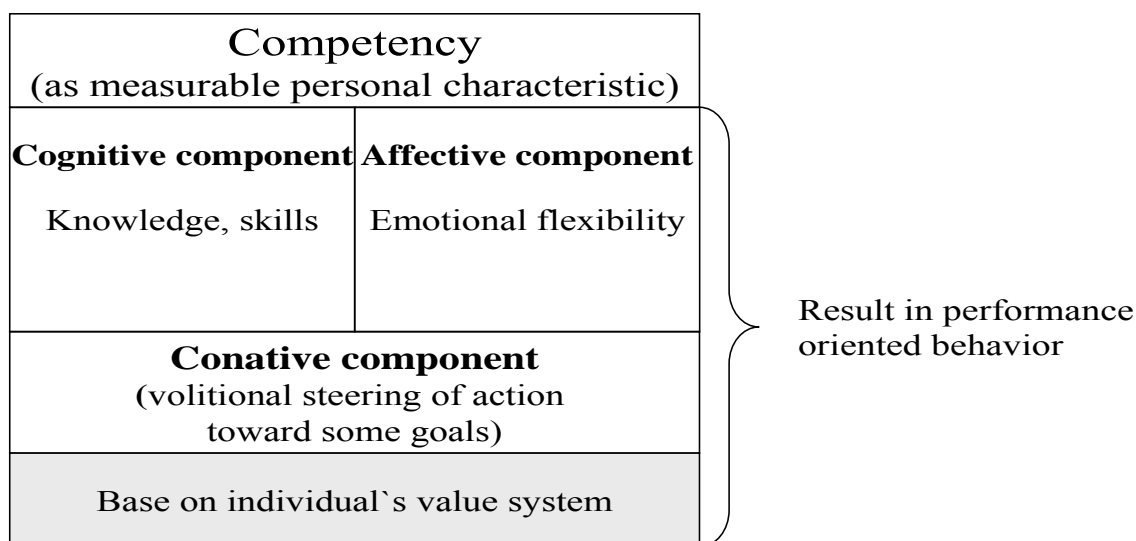 Competency
(as measurable personal characteristic)
Cognitive component
Knowledge, skills
Affective component
Emotional flexibility
Conative component
(volitional steering of action
toward some goals)
Base on individual`s value system
Result in performance
oriented behavior